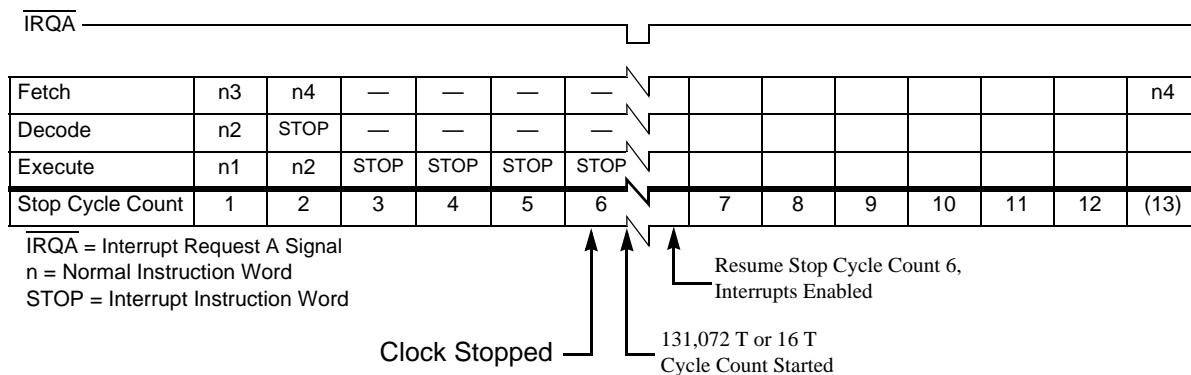 IRQA
Fetch n3 n4 — — — — n4
Decode n2 STOP — — — —
Execute n1 n2 STOP STOP STOP STOP
Stop Cycle Count 1 2 3 4 5 6 7 8 9 10 11 12 (13)
IRQA = Interrupt Request A Signal
n = Normal Instruction Word
STOP = Interrupt Instruction Word
Resume Stop Cycle Count 6,
Interrupts Enabled
Clock Stopped
131,072 T or 16 T
Cycle Count Started